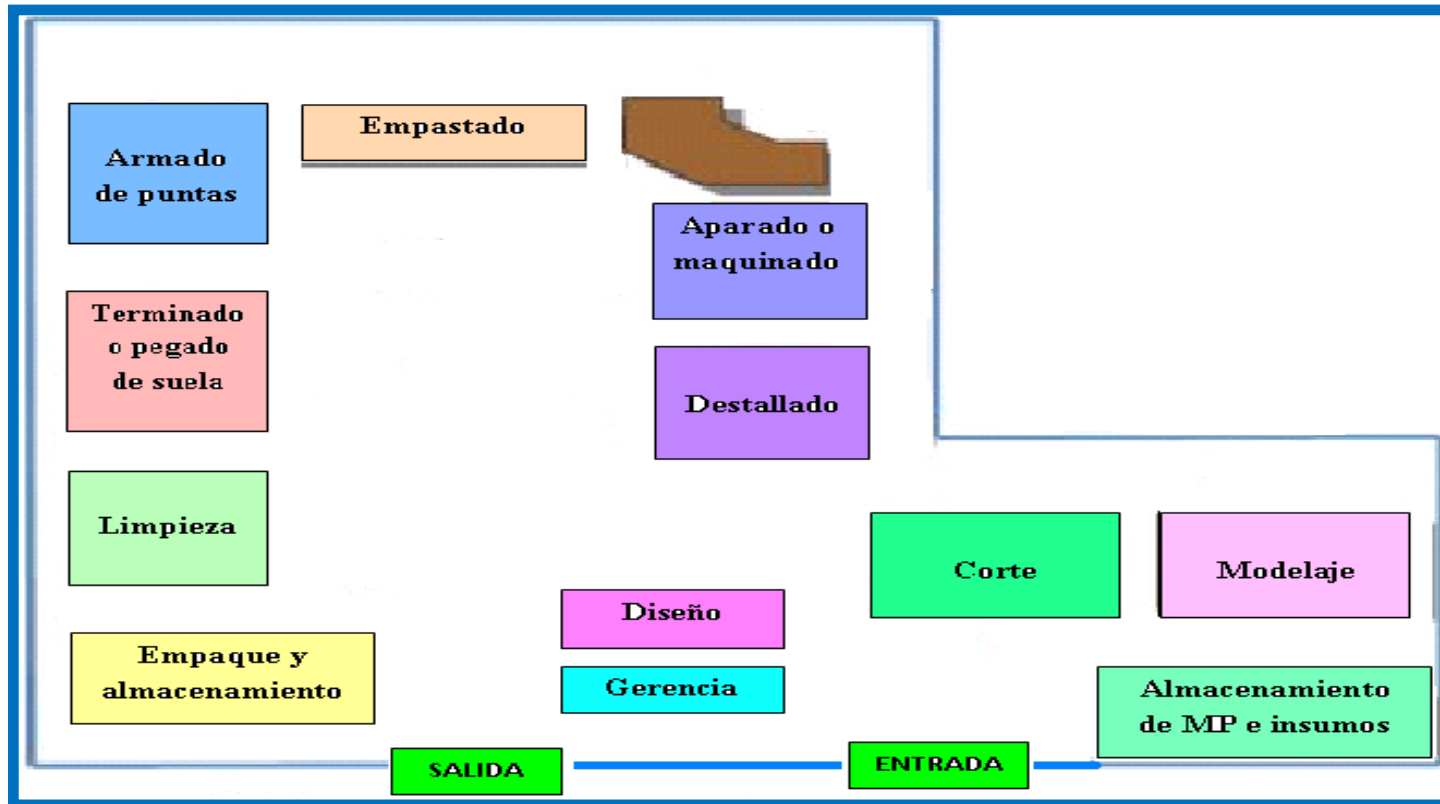 Armado
de puntas
Empastado
Aparado o
maquinado
Terminado
o pegado
de suela
Destallado
Limpieza
Corte
Modelaje
Diseño
Gerencia
Empaque y
almacenamiento
Almacenamiento
de MP e insumos
SALIDA
ENTRADA